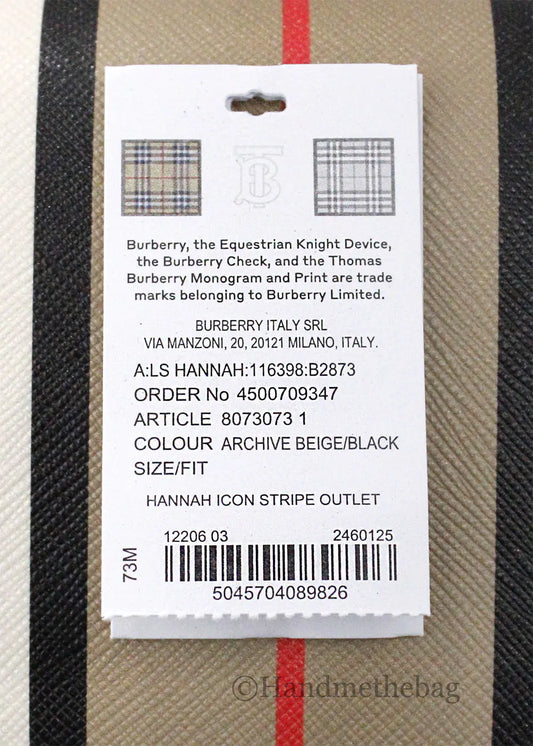 Burberry, the Equestrian Knight Device,
the Burberry Check, and the Thomas
Burberry Monogram and Print are trade
marks belonging to Burberry Limited.
BURBERRY ITALY SRL
VIA MANZONI, 20, 20121 MILANO, ITALY.
A:LS HANNAH:116398:B2873
ORDER No 4500709347
ARTICLE 8073073 1
COLOUR ARCHIVE BEIGE/BLACK
SIZE/FIT
HANNAH ICON STRIPE OUTLET
12206 03 2460125
73M
5045704089826
©Handmethebag